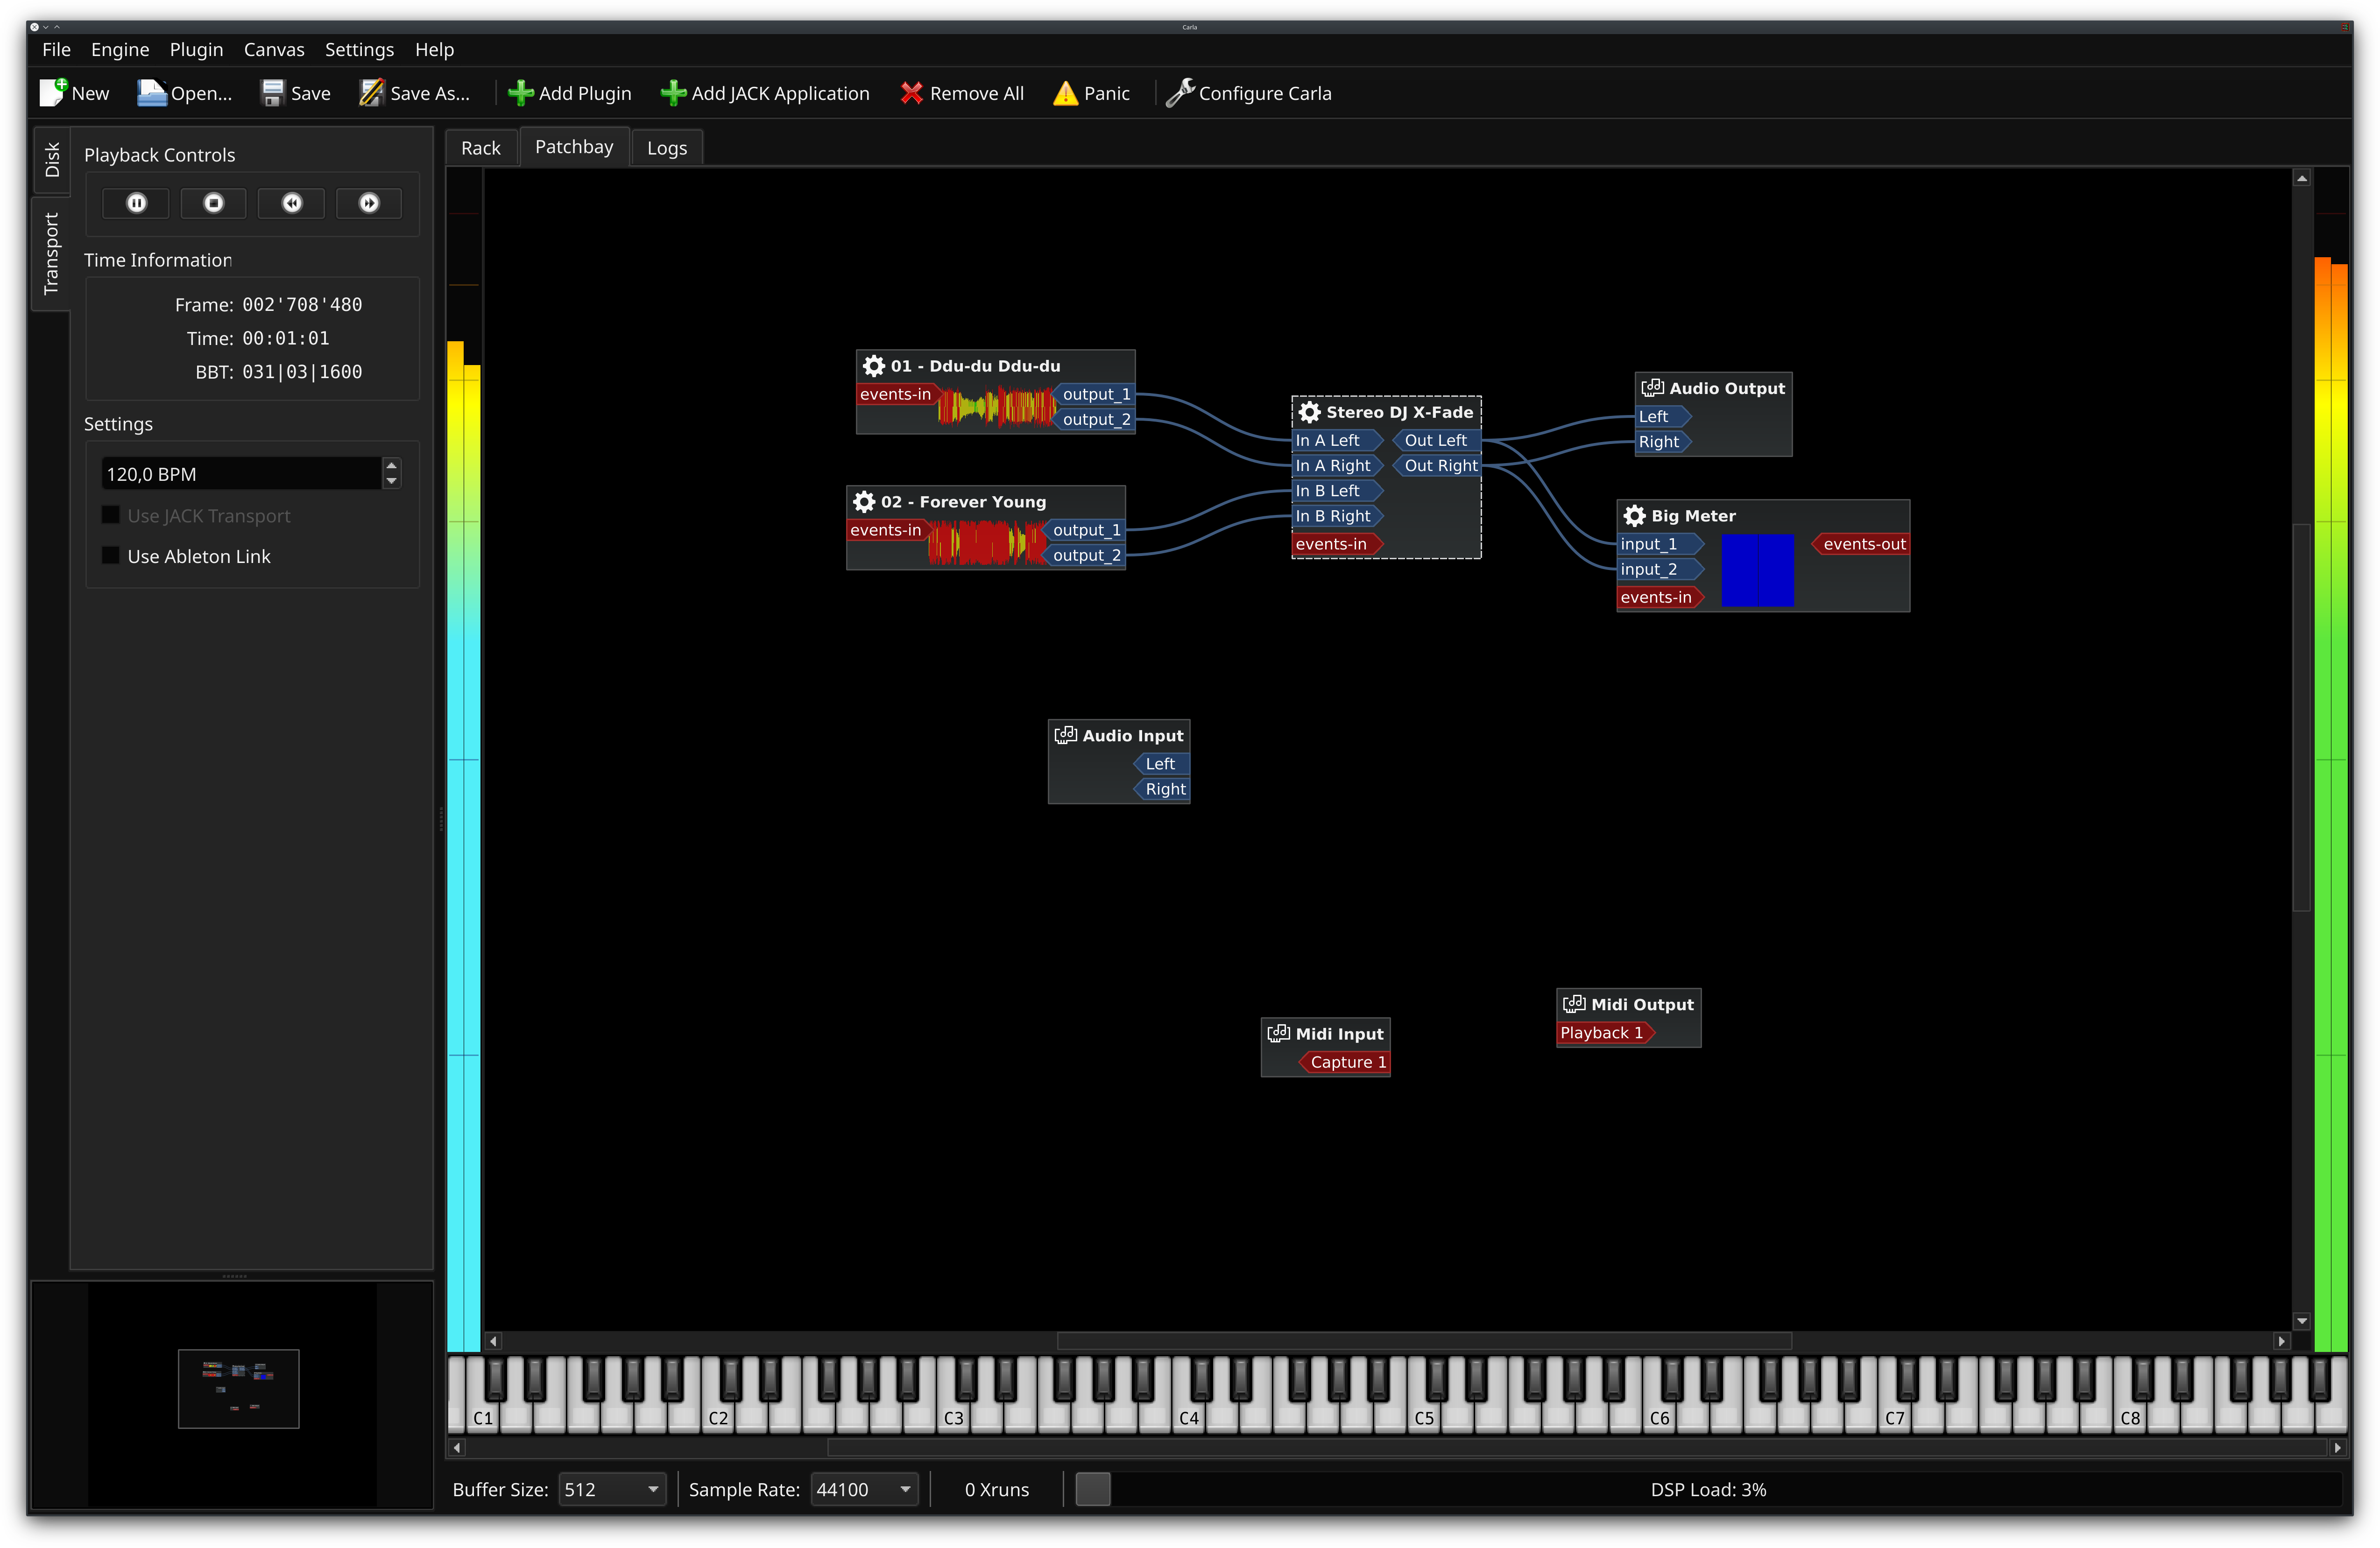 Carla
File Engine Plugin Canvas Settings Help
New Open... Save Save As... Add Plugin Add JACK Application Remove All Panic Configure Carla
Disk
Transport
Playback Controls
Time Information
Frame: 002'708'480
Time: 00:01:01
BBT: 031|03|1600
Settings
120,0 BPM
Use JACK Transport
Use Ableton Link
Rack Patchbay Logs
01 - Ddu-du Ddu-du
events-in output_1
output_2
02 - Forever Young
events-in output_1
output_2
Stereo DJ X-Fade
In A Left Out Left
In A Right Out Right
In B Left
In B Right
events-in
Audio Output
Left
Right
Big Meter
input_1 events-out
input_2
events-in
Audio Input
Left
Right
Midi Input
Capture 1
Midi Output
Playback 1
C1 C2 C3 C4 C5 C6 C7 C8
Buffer Size: 512 Sample Rate: 44100 0 Xruns DSP Load: 3%